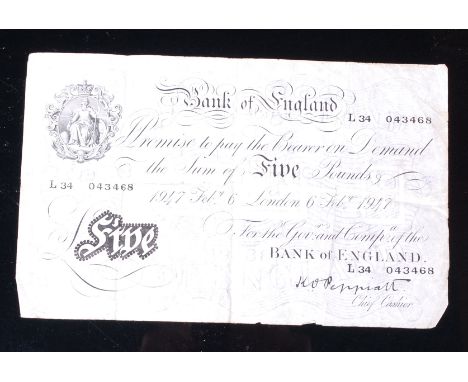 Bank of England
L 34 043468
I Promise to pay the Bearer on Demand
the Sum of Five Pounds
L 34 043468
1947 Feby 6 London 6 Feby 1947
For the Govr and Compa of the
BANK of ENGLAND.
£ Five
L 34 043468
K O Peppiatt
Chief Cashier